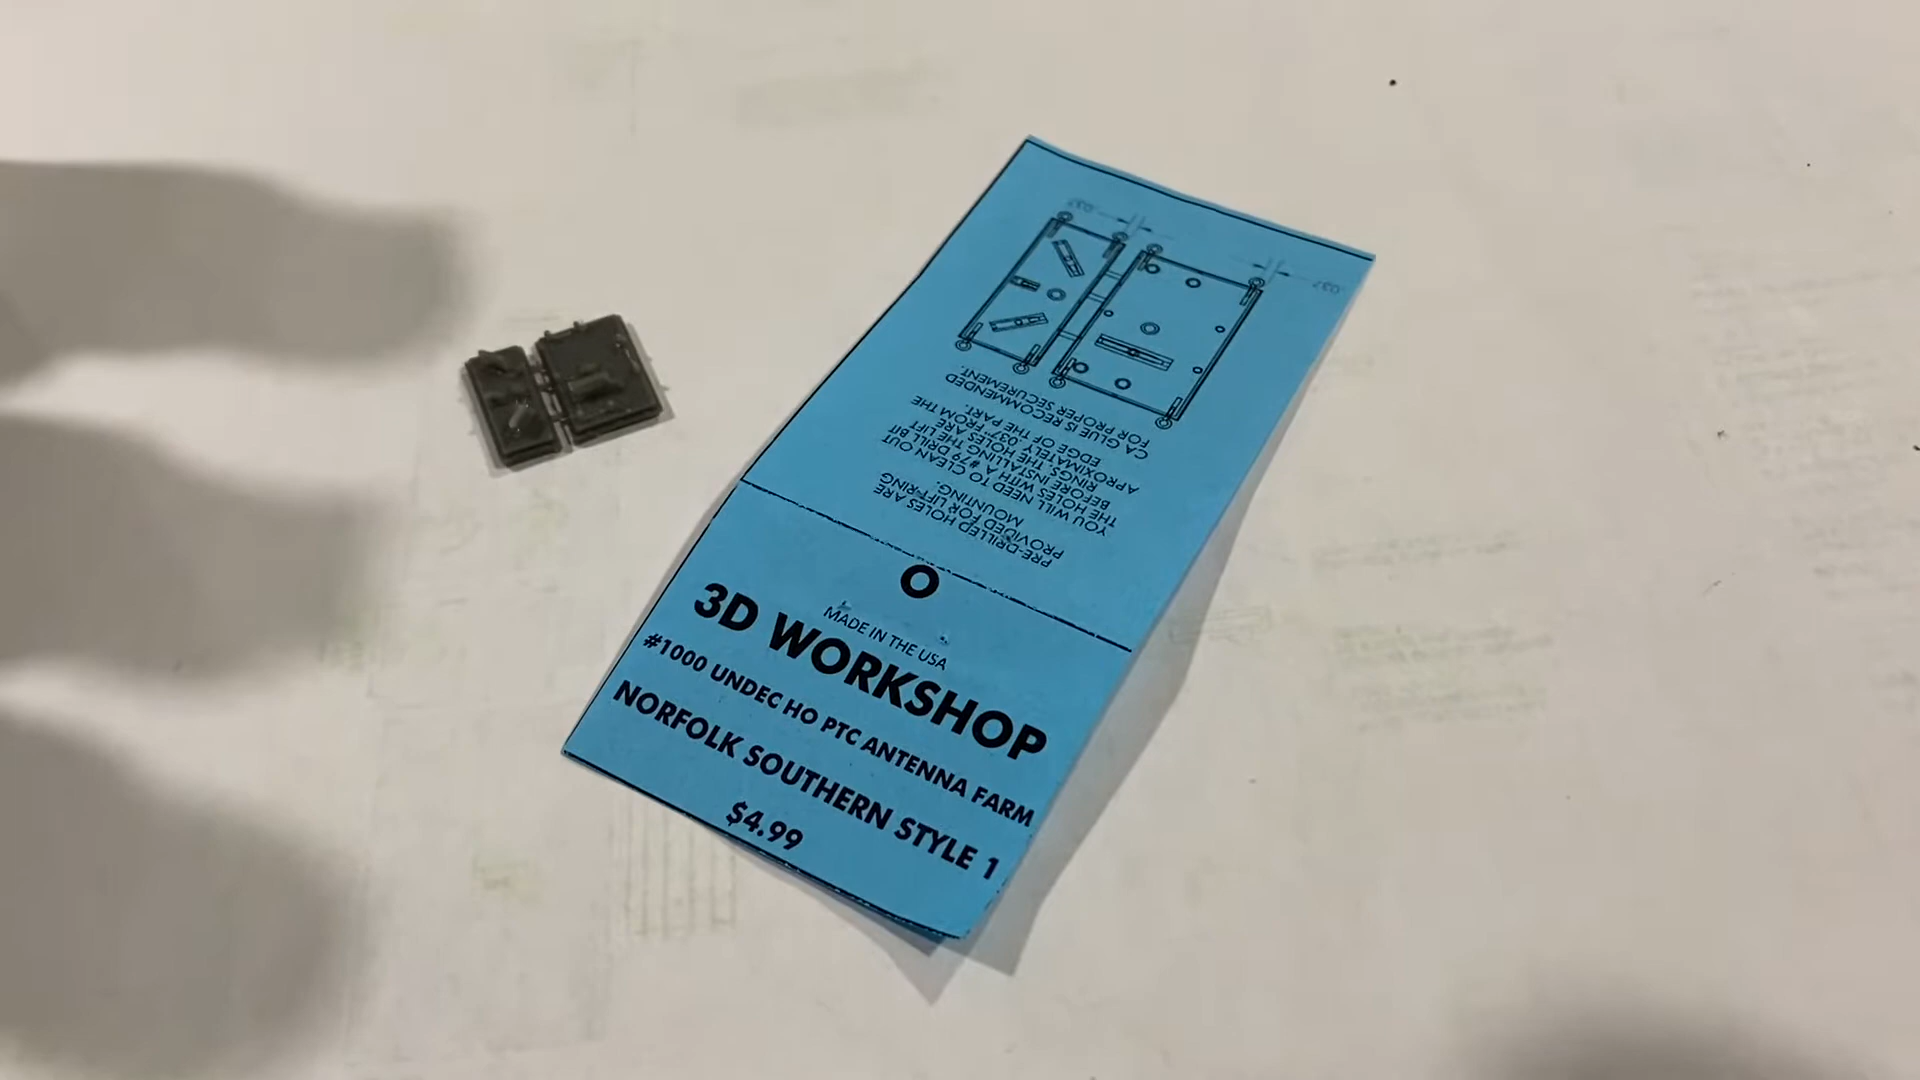 .037
.037
PRE-DRILLED HOLES ARE
PROVIDED FOR LIFT-RING
MOUNTING.
YOU WILL NEED TO CLEAN OUT
THE HOLES WITH A #79 DRILL BIT
BEFORE INSTALLING THE LIFT
RINGS. THE HOLES ARE
APROXIMATELY .03" FROM THE
EDGE OF THE PART.
CA GLUE IS RECOMMENDED
FOR PROPER SECUREMENT.
MADE IN THE USA
3D WORKSHOP
#1000 UNDEC HO PTC ANTENNA FARM
NORFOLK SOUTHERN STYLE 1
$4.99